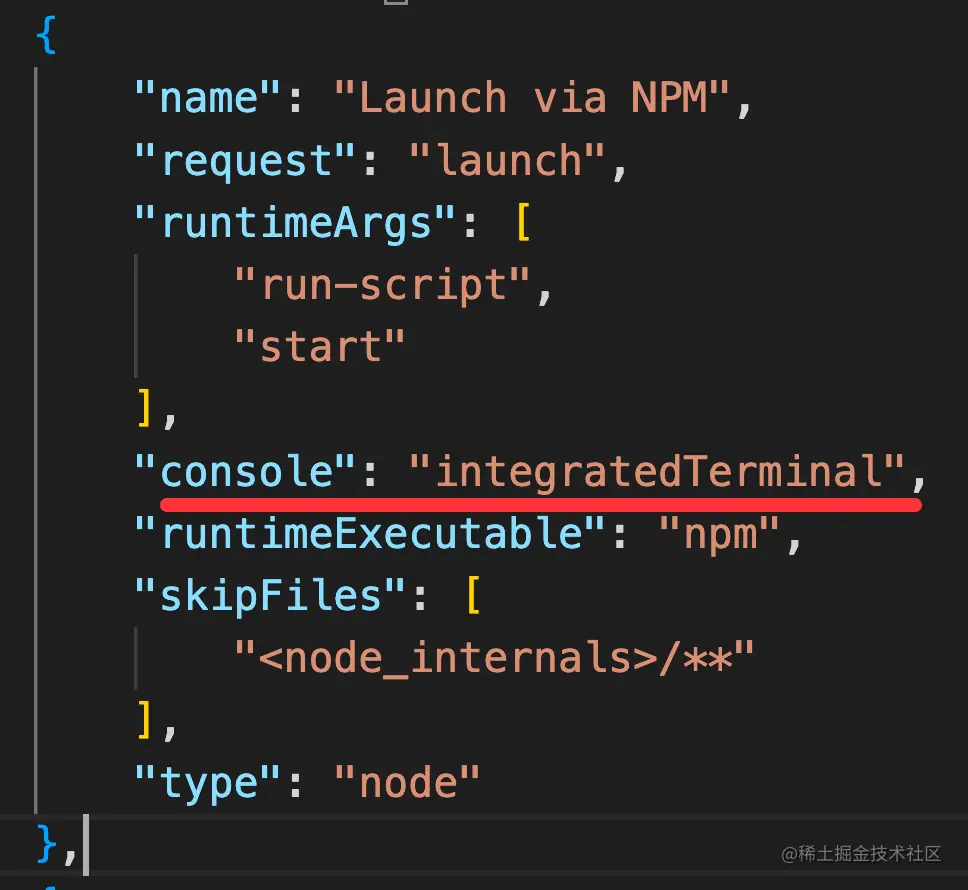 {
"name": "Launch via NPM",
"request": "launch",
"runtimeArgs": [
"run-script",
"start"
],
"console": "integratedTerminal",
"runtimeExecutable": "npm",
"skipFiles": [
"<node_internals>/**"
],
"type": "node"
},
@稀土掘金技术社区